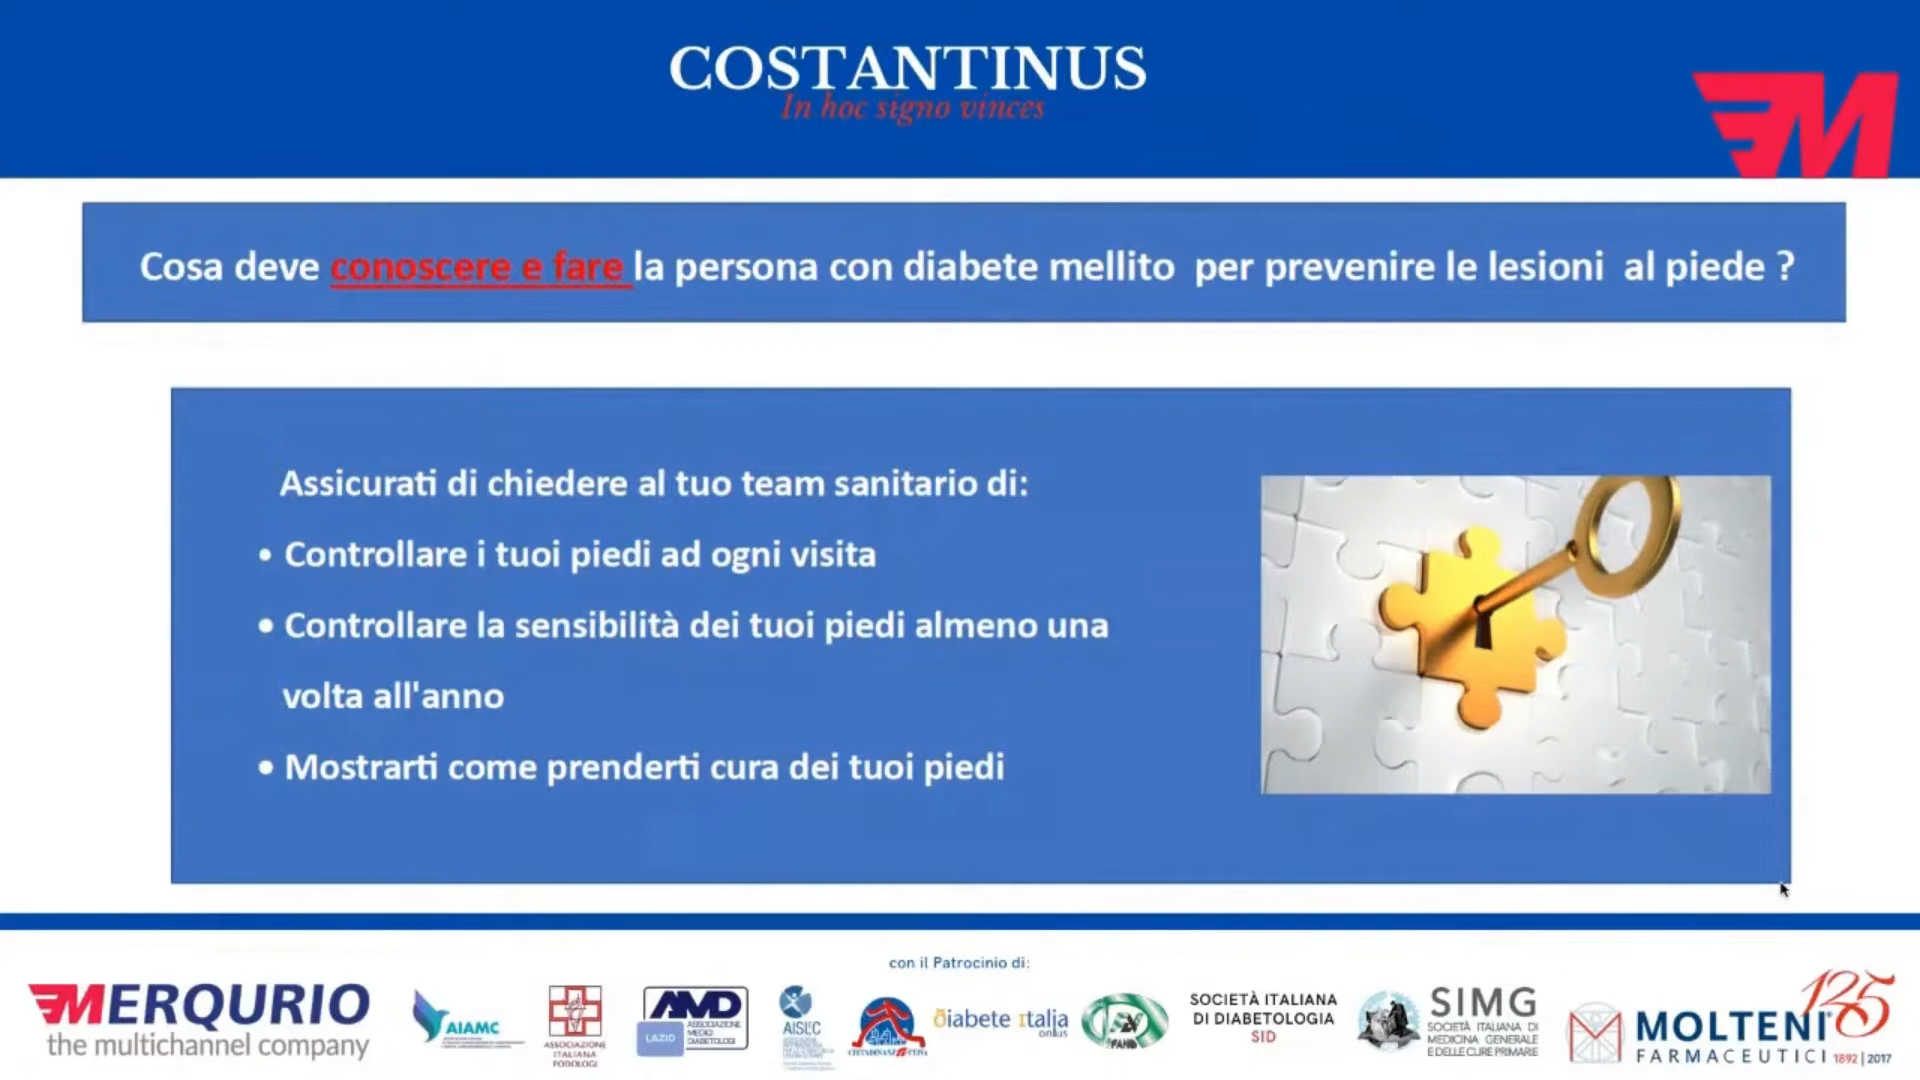 COSTANTINUS
In hoc signo vinces
Cosa deve conoscere e fare la persona con diabete mellito per prevenire le lesioni al piede ?
Assicurati di chiedere al tuo team sanitario di:
• Controllare i tuoi piedi ad ogni visita
• Controllare la sensibilità dei tuoi piedi almeno una
volta all'anno
• Mostrarti come prenderti cura dei tuoi piedi
con il Patrocinio di:
MERQURIO
the multichannel company
AIAMC
ASSOCIAZIONE
ITALIANA
PODOLOGI
AMD
LAZIO
ASSOCIAZIONE
MEDICI
DIABETOLOGI
AISLEC
CITTADINANZATTIVA
diabete italia
onlus
FAND
SOCIETÀ ITALIANA
DI DIABETOLOGIA
SID
SIMG
SOCIETÀ ITALIANA DI
MEDICINA GENERALE
E DELLE CURE PRIMARIE
MOLTENI
FARMACEUTICI
125
1892 | 2017